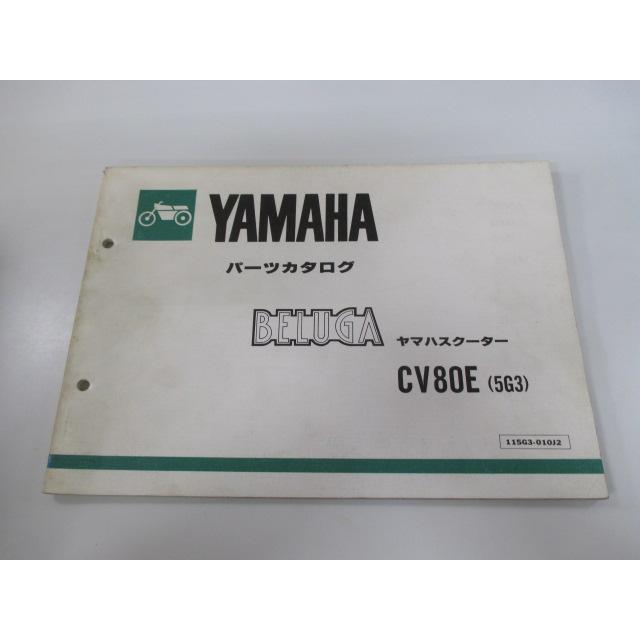 YAMAHA
パーツカタログ
BELUGA ヤマハスクーター
CV80E (5G3)
115G3-010J2